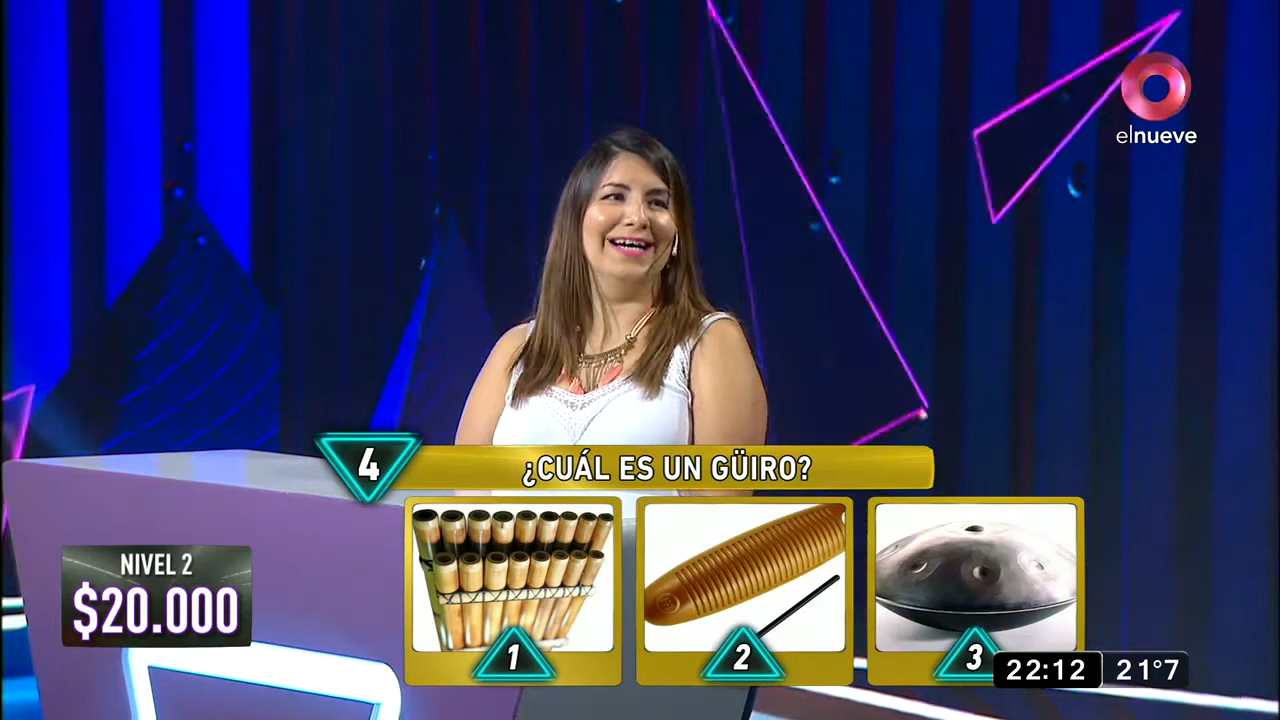 elnueve
4
¿CUÁL ES UN GÜIRO?
NIVEL 2
$20.000
1
2
3
22:12
21°7